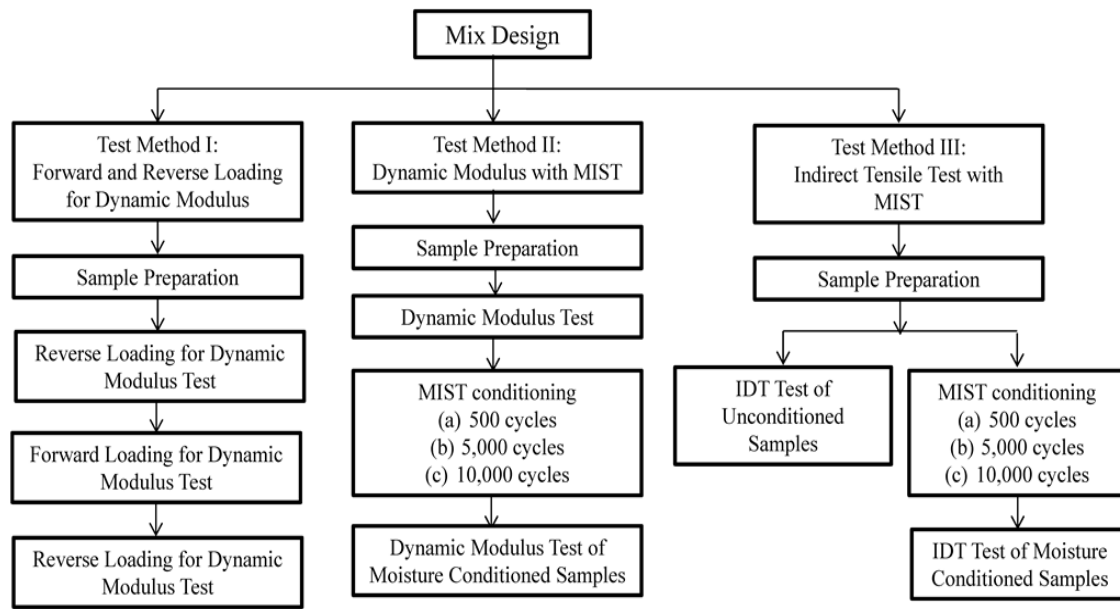 Mix Design
Test Method I:
Forward and Reverse Loading
for Dynamic Modulus
Sample Preparation
Reverse Loading for Dynamic
Modulus Test
Forward Loading for Dynamic
Modulus Test
Reverse Loading for Dynamic
Modulus Test
Test Method II:
Dynamic Modulus with MIST
Sample Preparation
Dynamic Modulus Test
MIST conditioning
(a) 500 cycles
(b) 5,000 cycles
(c) 10,000 cycles
Dynamic Modulus Test of
Moisture Conditioned Samples
Test Method III:
Indirect Tensile Test with
MIST
Sample Preparation
IDT Test of
Unconditioned
Samples
MIST conditioning
(a) 500 cycles
(b) 5,000 cycles
(c) 10,000 cycles
IDT Test of Moisture
Conditioned Samples